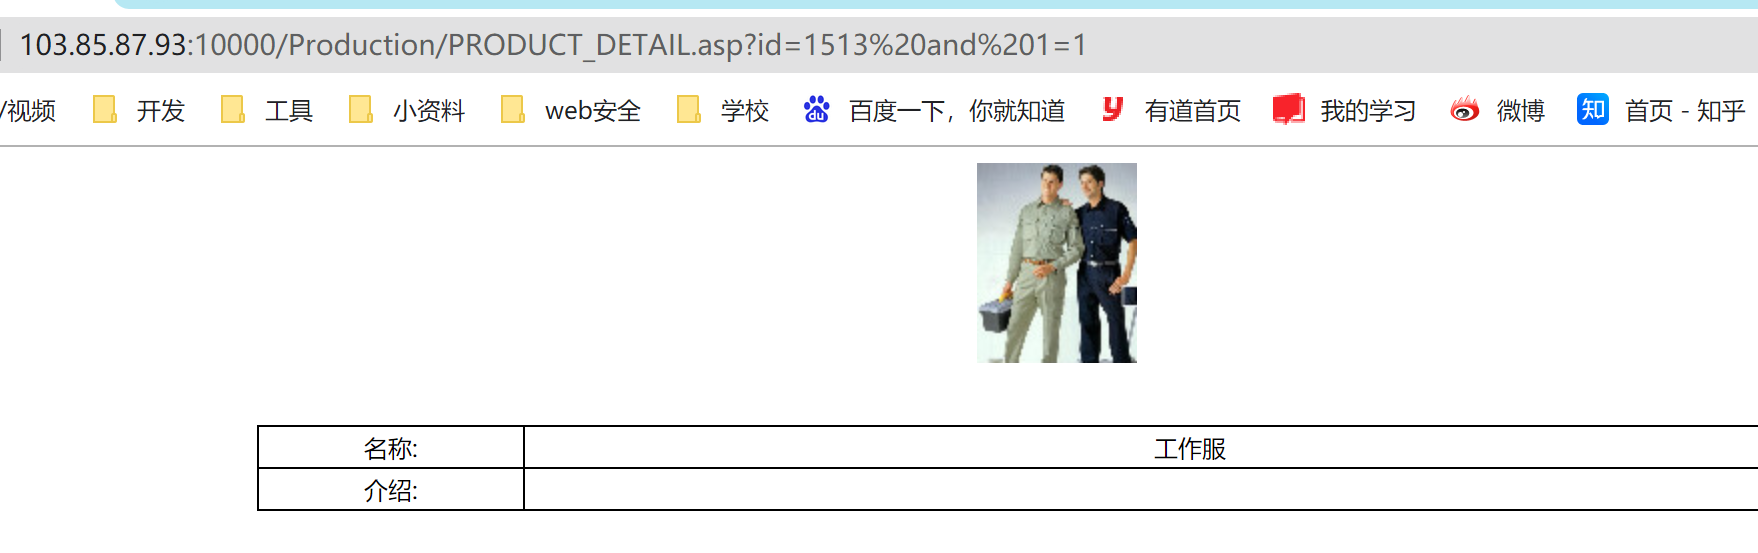 103.85.87.93:10000/Production/PRODUCT_DETAIL.asp?id=1513%20and%201=1
/视频 开发 工具 小资料 web安全 学校 du 百度一下，你就知道 y 有道首页 我的学习 微博 知 首页 - 知乎
名称: 工作服
介绍: